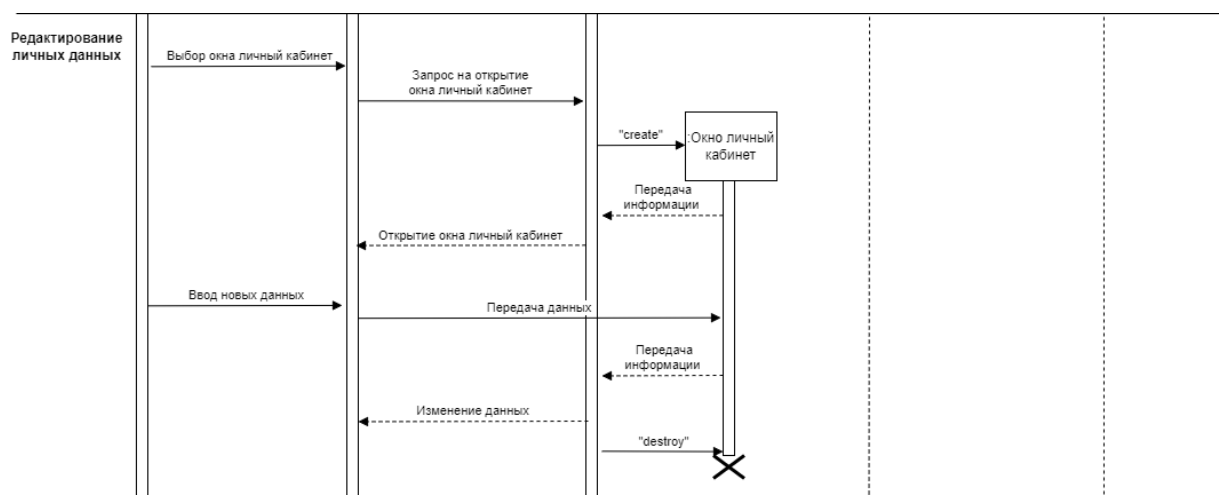 Редактирование
личных данных
Выбор окна личный кабинет
Запрос на открытие
окна личный кабинет
"create"
:Окно личный
кабинет
Передача
информации
Открытие окна личный кабинет
Ввод новых данных
Передача данных
Передача
информации
Изменение данных
"destroy"